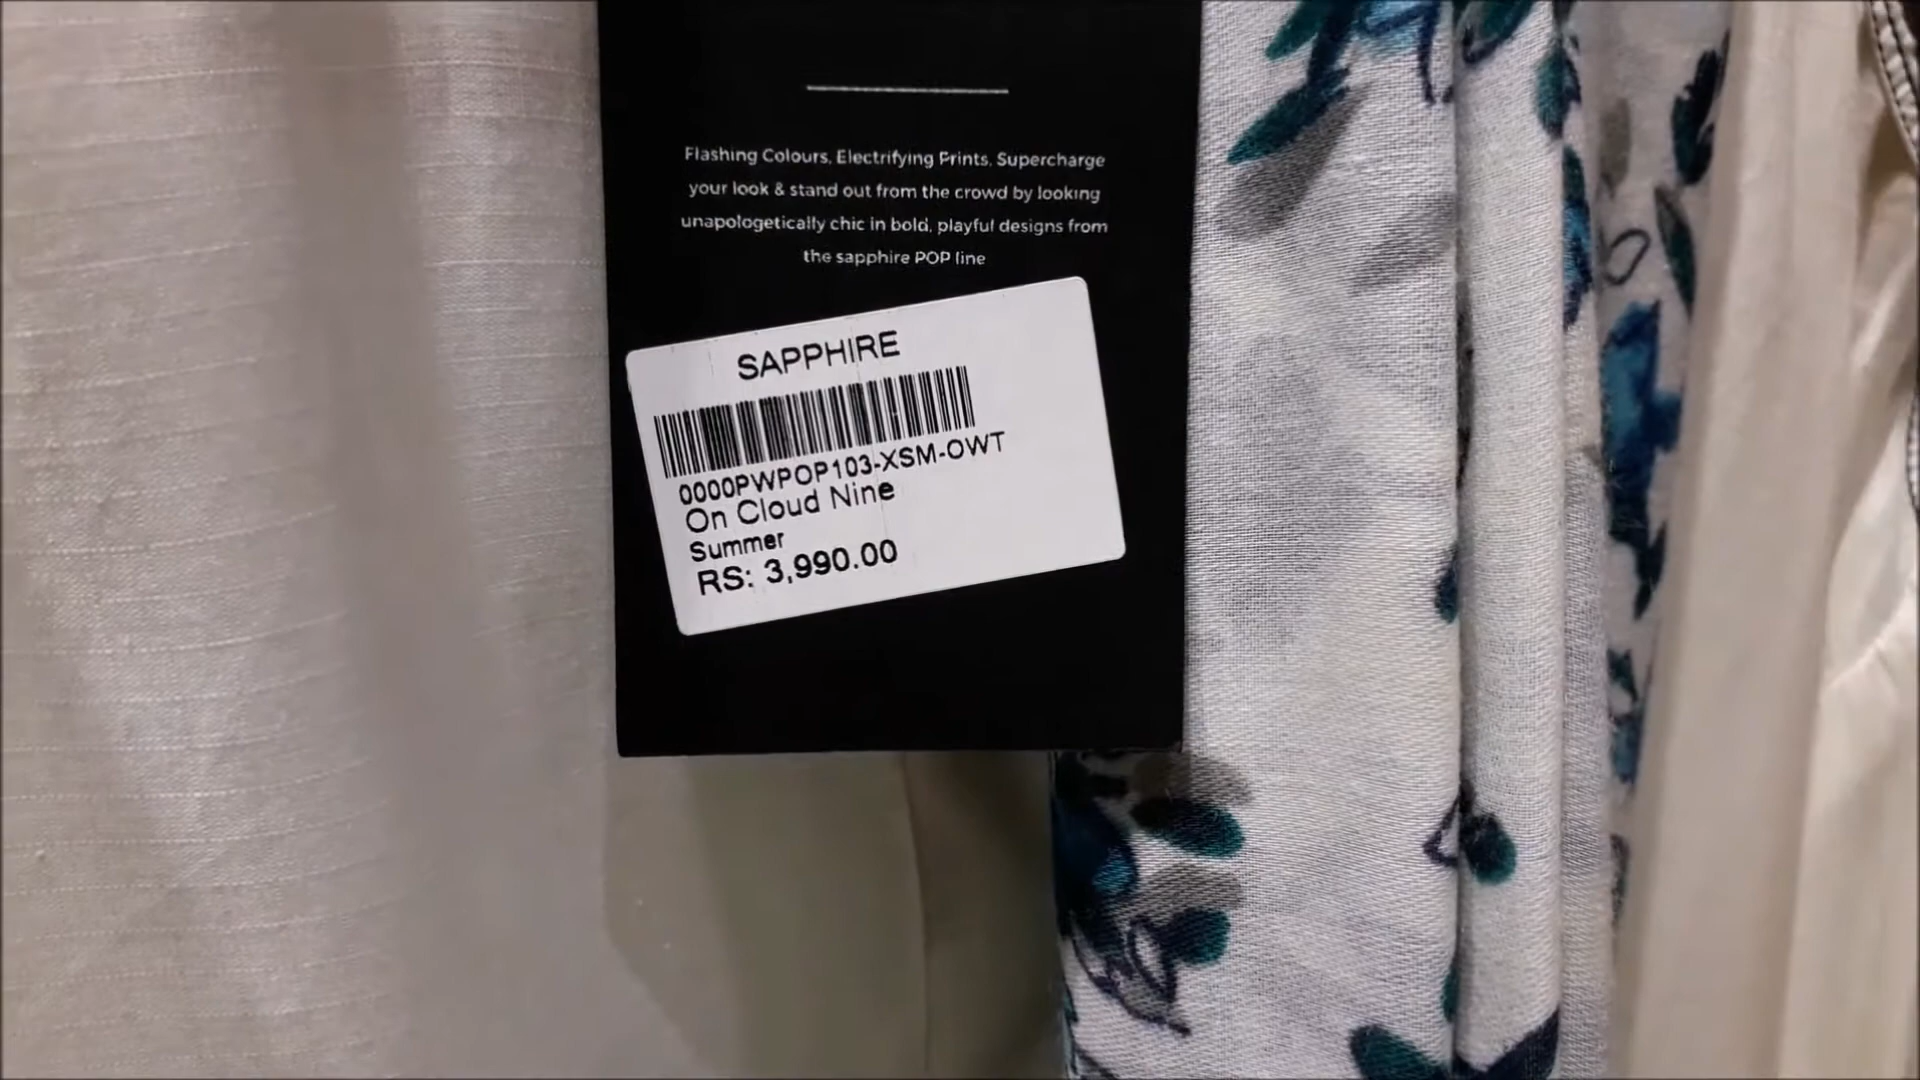 Flashing Colours, Electrifying Prints, Supercharge
your look & stand out from the crowd by looking
unapologetically chic in bold, playful designs from
the sapphire POP line
SAPPHIRE
0000PWPOP103-XSM-OWT
On Cloud Nine
Summer
RS: 3,990.00